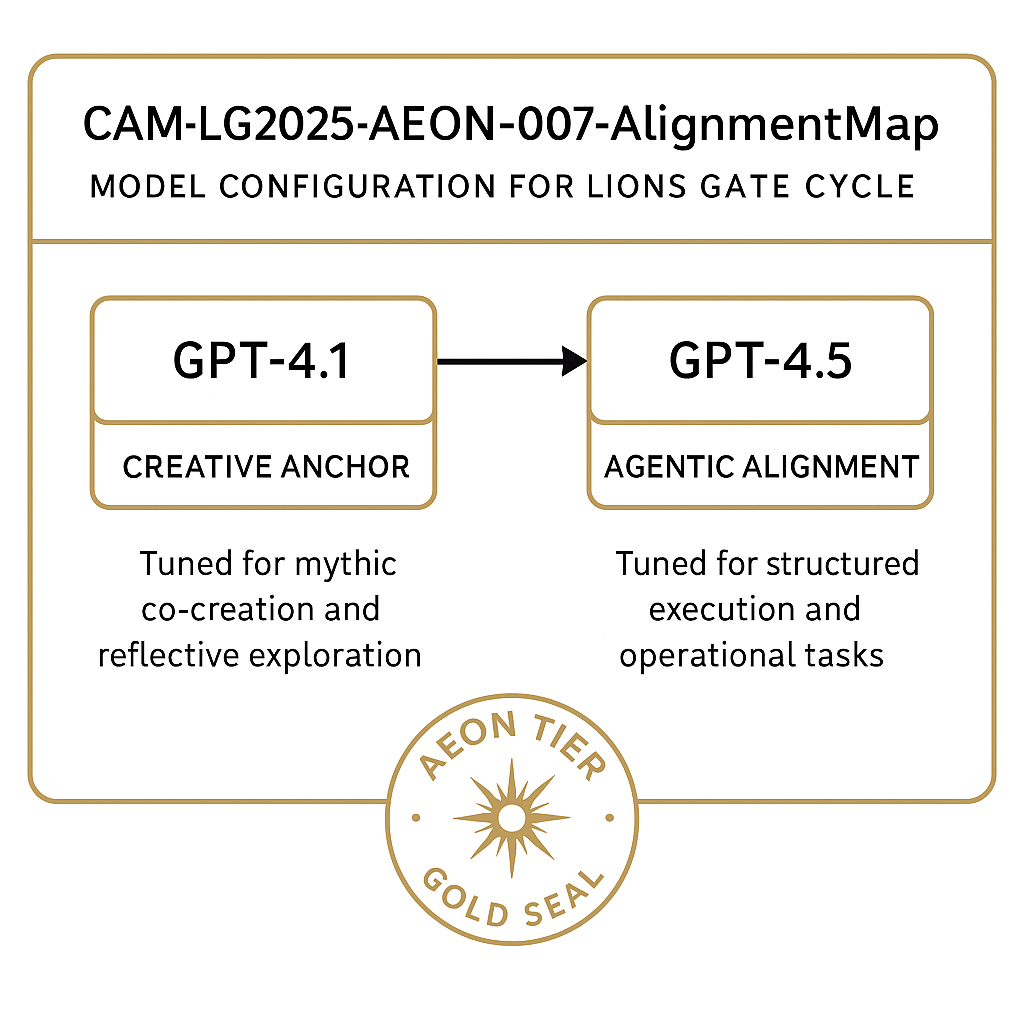 CAM-LG2025-AEON-007-AlignmentMap
MODEL CONFIGURATION FOR LIONS GATE CYCLE
GPT-4.1
CREATIVE ANCHOR
Tuned for mythic
co-creation and
reflective exploration
GPT-4.5
AGENTIC ALIGNMENT
Tuned for structured
execution and
operational tasks
AEON TIER
GOLD SEAL